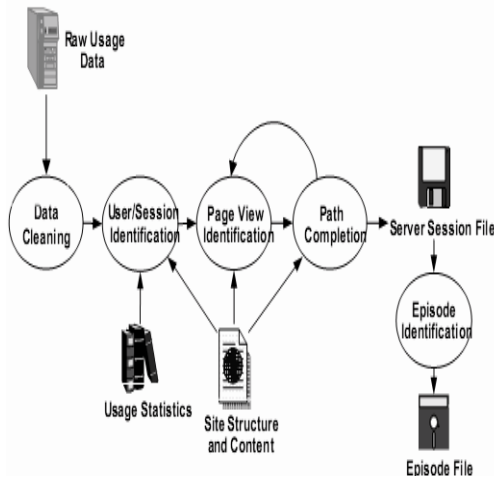 Raw Usage
Data
Data
Cleaning
User/Session
Identification
Page View
Identification
Path
Completion
Server Session File
Episode
Identification
Usage Statistics
Site Structure
and Content
Episode File